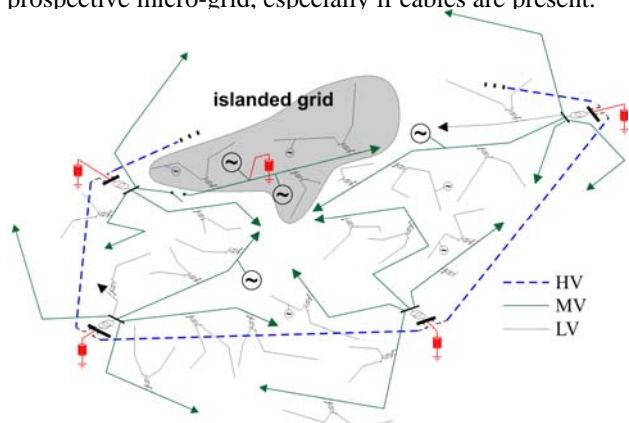 prospective micro-grid, especially if cables are present.
islanded grid
HV
MV
LV